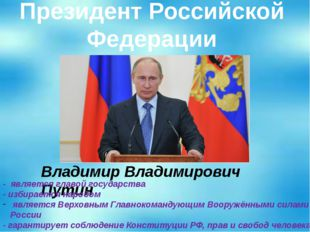 Президент Российской
Федерации
Владимир Владимирович
Путин
- является главой государства
- избирается народом
- является Верховным Главнокомандующим Вооружёнными силами
России
- гарантирует соблюдение Конституции РФ, прав и свобод человека